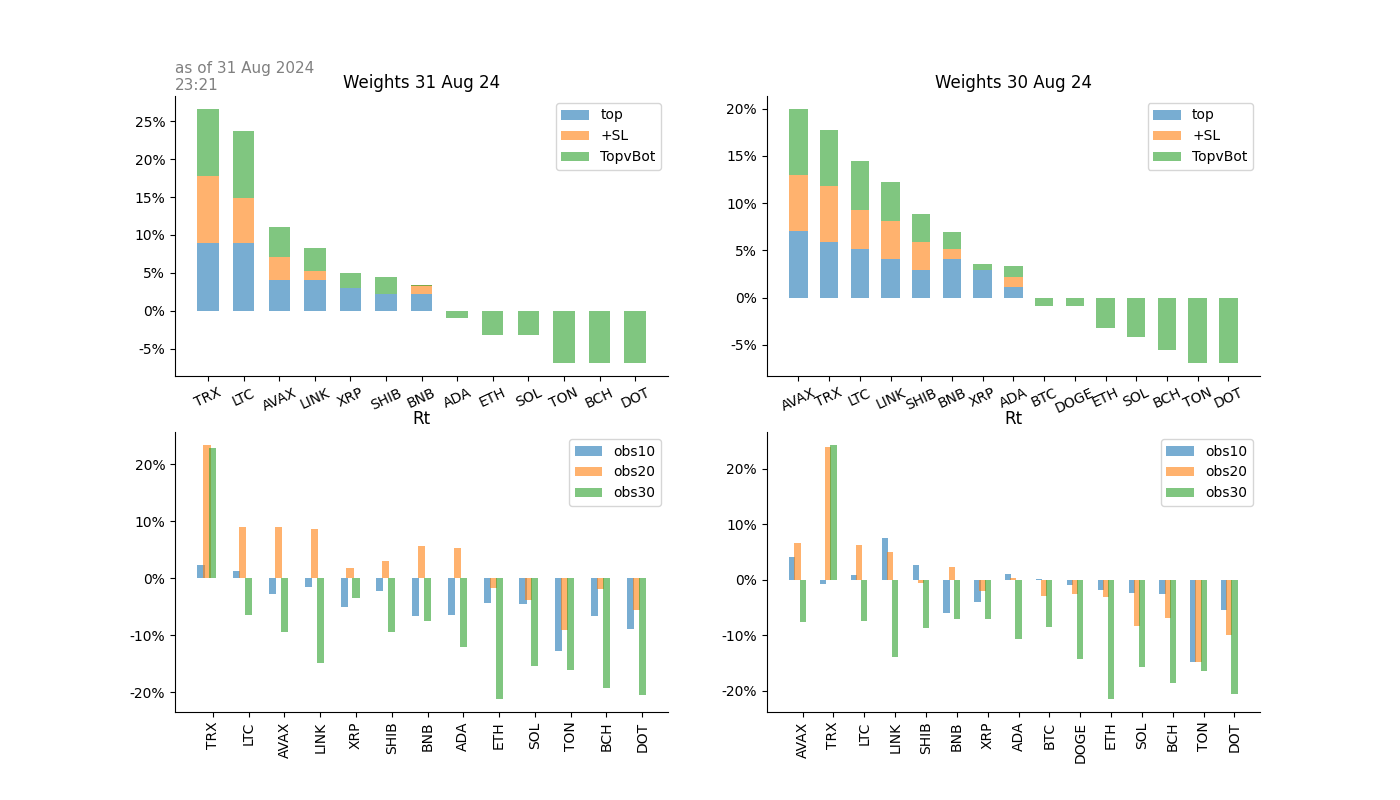 as of 31 Aug 2024
23:21
Weights 31 Aug 24
25%
20%
15%
10%
5%
0%
-5%
top
+SL
TopvBot
TRX LTC AVAX LINK XRP SHIB BNB ADA ETH SOL TON BCH DOT
Weights 30 Aug 24
20%
15%
10%
5%
0%
-5%
top
+SL
TopvBot
AVAX TRX LTC LINK SHIB BNB XRP ADA BTC DOGE ETH SOL BCH TON DOT
Rt
20%
10%
0%
-10%
-20%
obs10
obs20
obs30
TRX LTC AVAX LINK XRP SHIB BNB ADA ETH SOL TON BCH DOT
Rt
20%
10%
0%
-10%
-20%
obs10
obs20
obs30
AVAX TRX LTC LINK SHIB BNB XRP ADA BTC DOGE ETH SOL BCH TON DOT